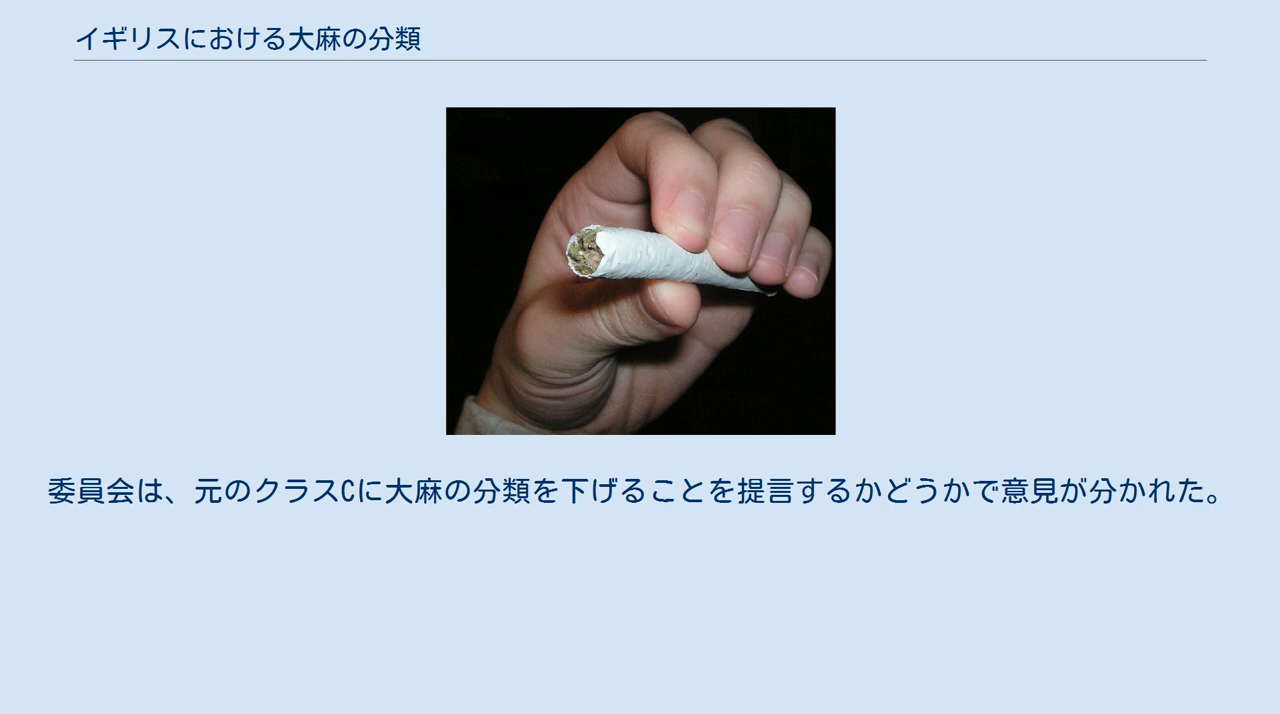 イギリスにおける大麻の分類
委員会は、元のクラスCに大麻の分類を下げることを提言するかどうかで意見が分かれた。